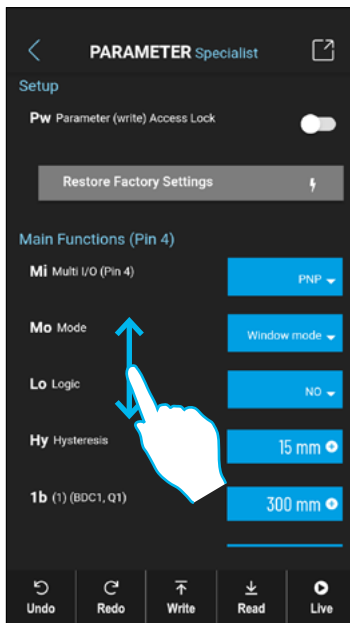 PARAMETER Specialist
Setup
Pw Parameter (write) Access Lock
Restore Factory Settings
Main Functions (Pin 4)
Mi Multi I/O (Pin 4) PNP
Mo Mode Window mode
Lo Logic NO
Hy Hysteresis 15 mm
1b (1) (BDC1, Q1) 300 mm
Undo Redo Write Read Live